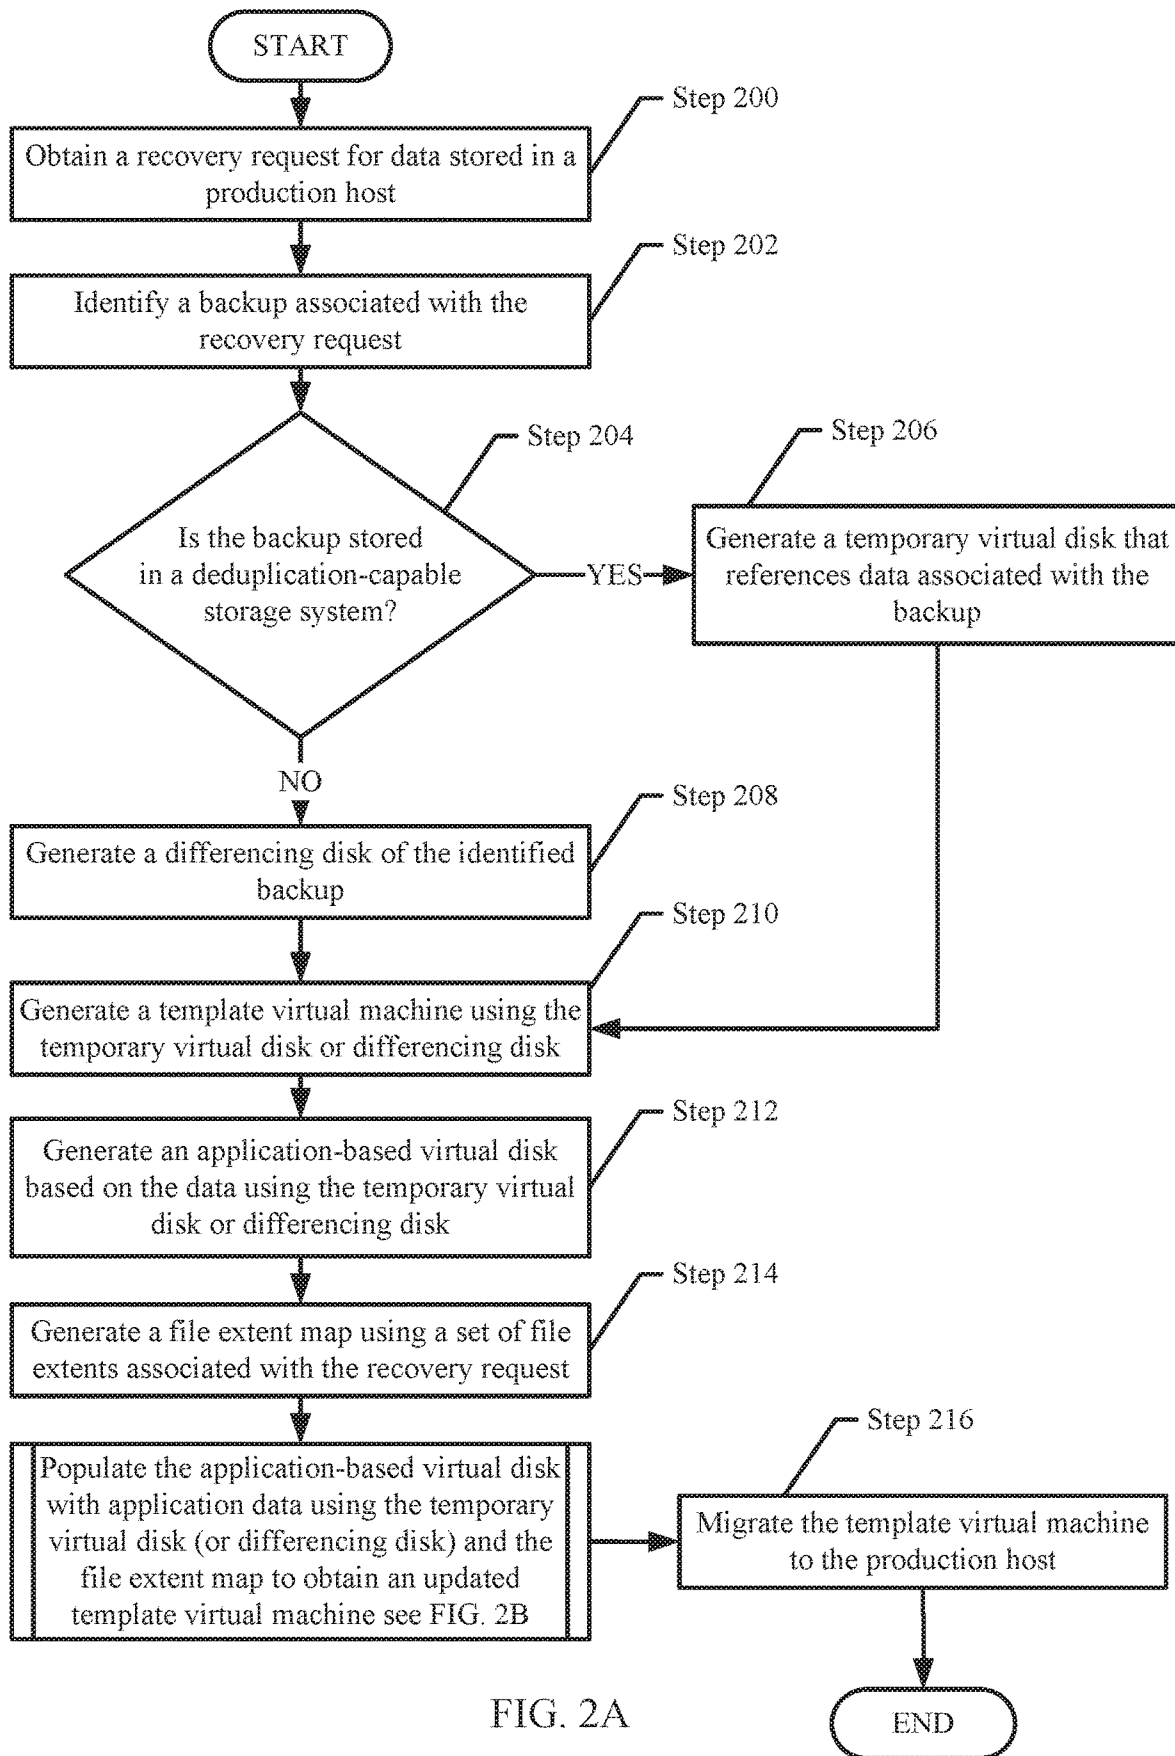 START
Step 200
Obtain a recovery request for data stored in a
production host
Step 202
Identify a backup associated with the
recovery request
Step 204
Is the backup stored
in a deduplication-capable
storage system?
YES
Step 206
Generate a temporary virtual disk that
references data associated with the
backup
NO
Step 208
Generate a differencing disk of the identified
backup
Step 210
Generate a template virtual machine using the
temporary virtual disk or differencing disk
Step 212
Generate an application-based virtual disk
based on the data using the temporary virtual
disk or differencing disk
Step 214
Generate a file extent map using a set of file
extents associated with the recovery request
Populate the application-based virtual disk
with application data using the temporary
virtual disk (or differencing disk) and the
file extent map to obtain an updated
template virtual machine see FIG. 2B
Step 216
Migrate the template virtual machine
to the production host
END
FIG. 2A